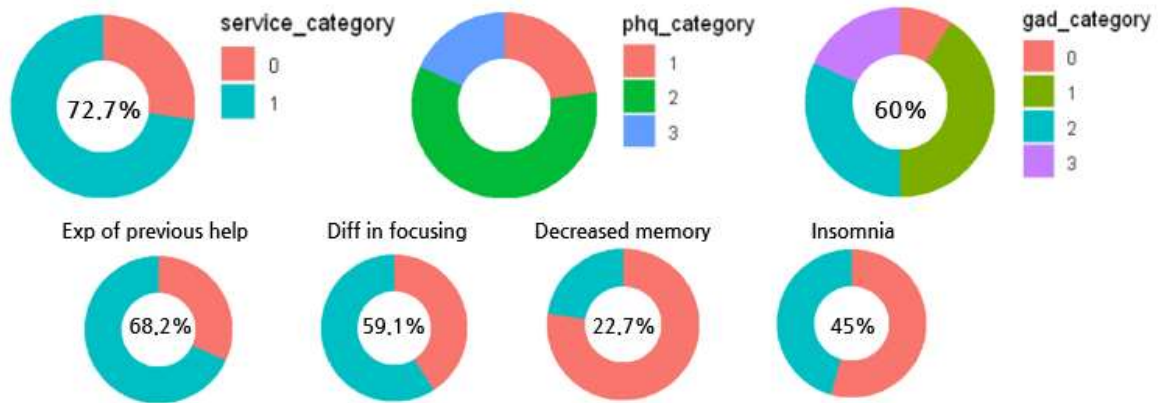 service_category
0
1
72.7%
phq_category
1
2
3
gad_category
0
1
2
3
60%
Exp of previous help
Diff in focusing
Decreased memory
Insomnia
68.2%
59.1%
22.7%
45%